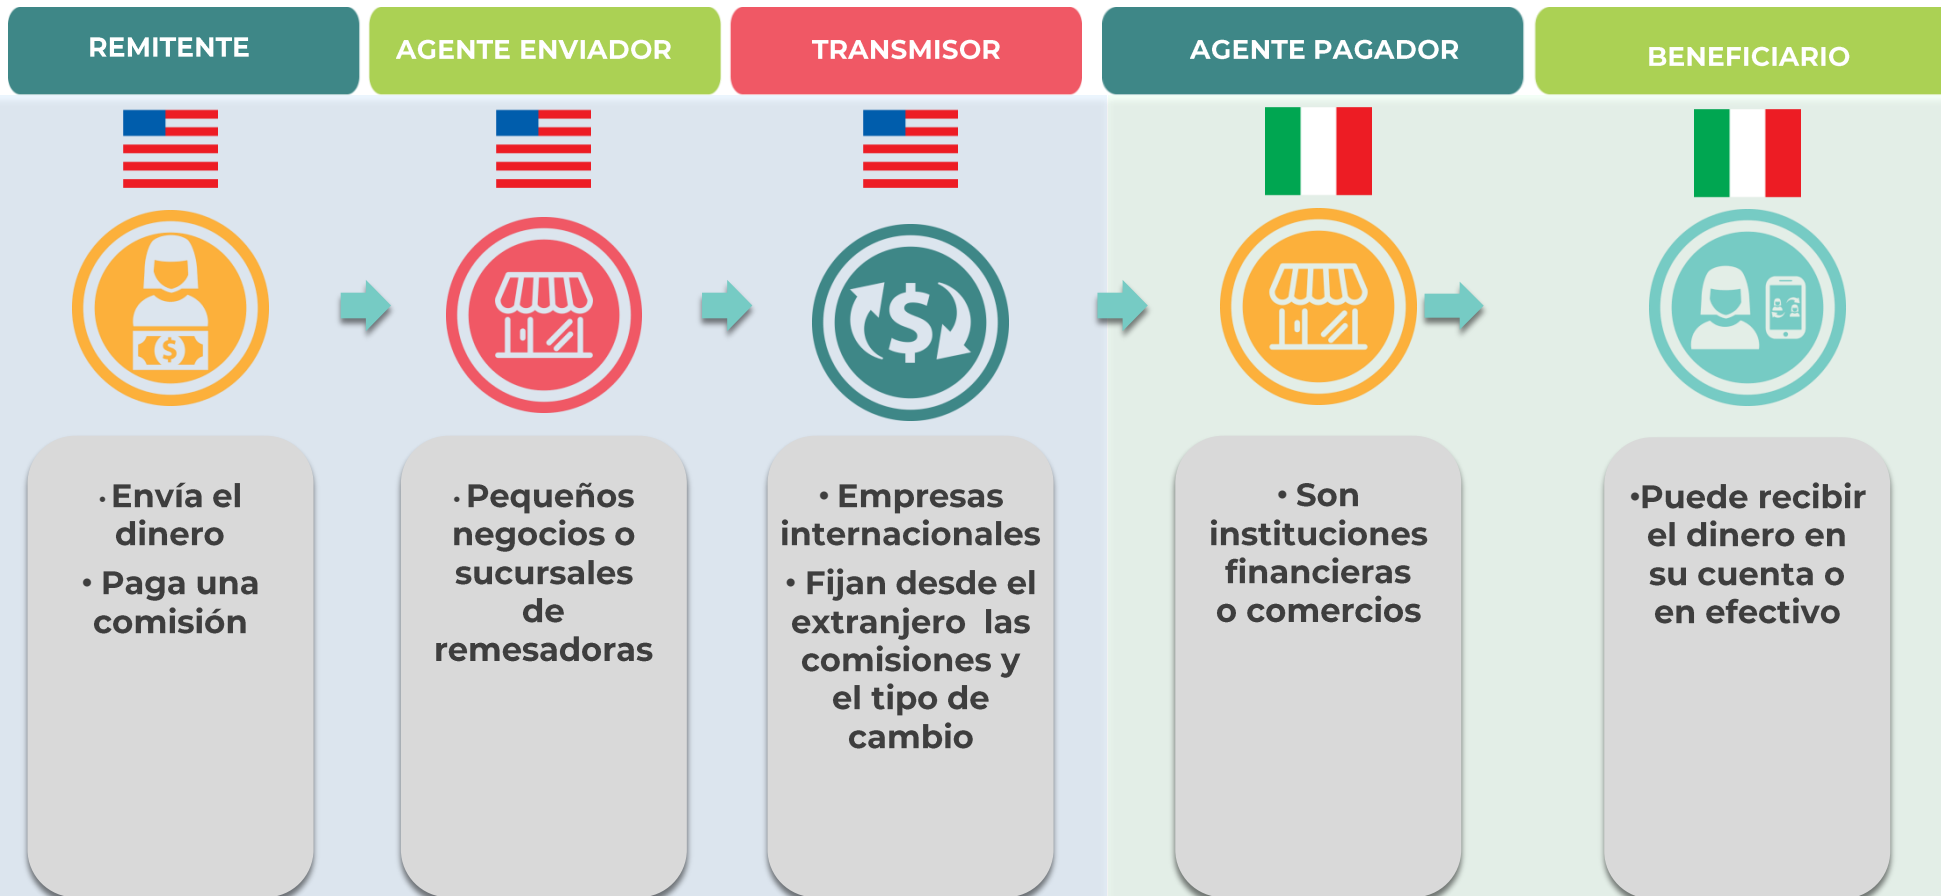 REMITENTE
AGENTE ENVIADOR
TRANSMISOR
AGENTE PAGADOR
BENEFICIARIO
$
$
• Envía el
dinero
• Paga una
comisión
• Pequeños
negocios o
sucursales
de
remesadoras
• Empresas
internacionales
• Fijan desde el
extranjero las
comisiones y
el tipo de
cambio
• Son
instituciones
financieras
o comercios
•Puede recibir
el dinero en
su cuenta o
en efectivo